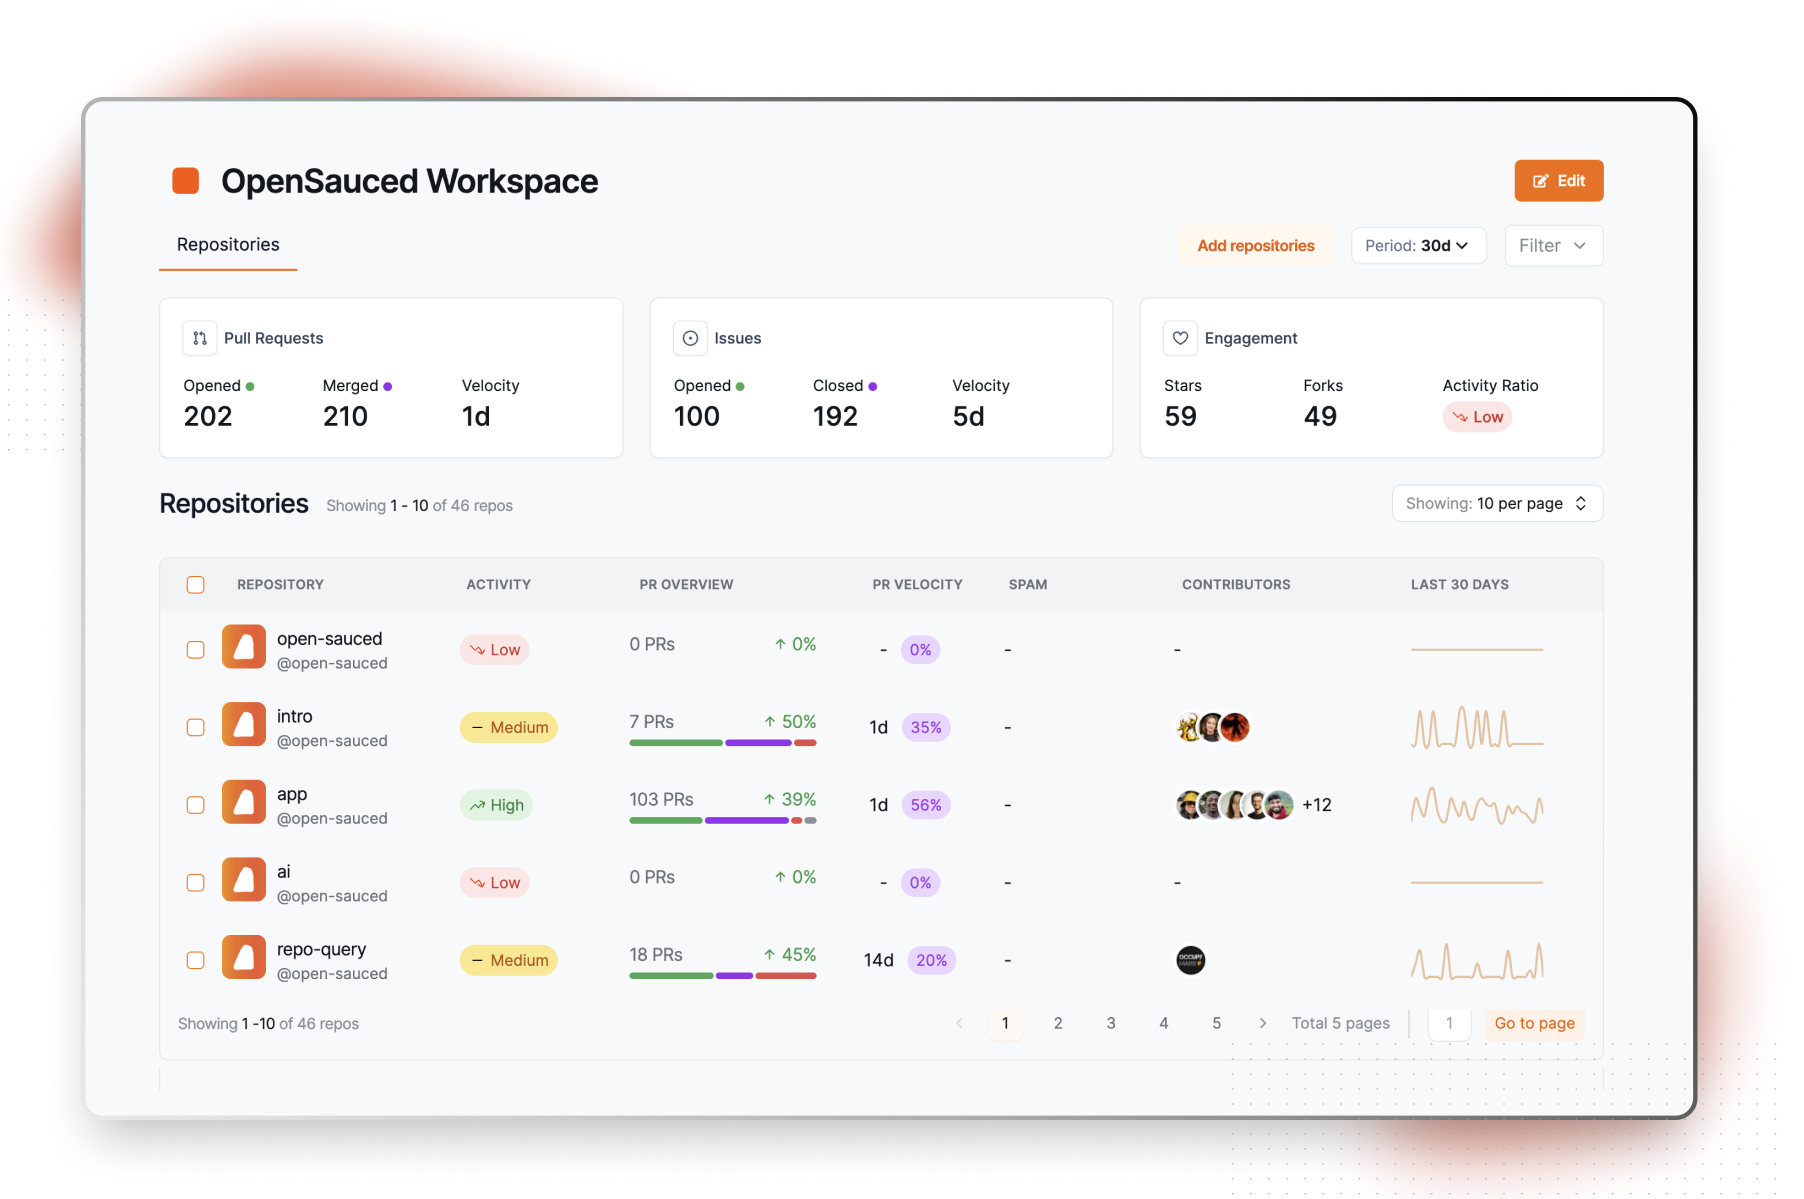 OpenSauced Workspace
Edit
Repositories
Add repositories
Period: 30d
Filter
Pull Requests
Opened
Merged
Velocity
202
210
1d
Issues
Opened
Closed
Velocity
100
192
5d
Engagement
Stars
Forks
Activity Ratio
59
49
Low
Repositories
Showing 1 - 10 of 46 repos
Showing: 10 per page
REPOSITORY ACTIVITY PR OVERVIEW PR VELOCITY SPAM CONTRIBUTORS LAST 30 DAYS
open-sauced
@open-sauced
Low
0 PRs
0%
- 0%
-
-
intro
@open-sauced
Medium
7 PRs
50%
1d 35%
-
app
@open-sauced
High
103 PRs
39%
1d 56%
-
+12
ai
@open-sauced
Low
0 PRs
0%
- 0%
-
-
repo-query
@open-sauced
Medium
18 PRs
45%
14d 20%
-
OCCUPY
MARS
Showing 1 -10 of 46 repos
1 2 3 4 5
Total 5 pages
1
Go to page